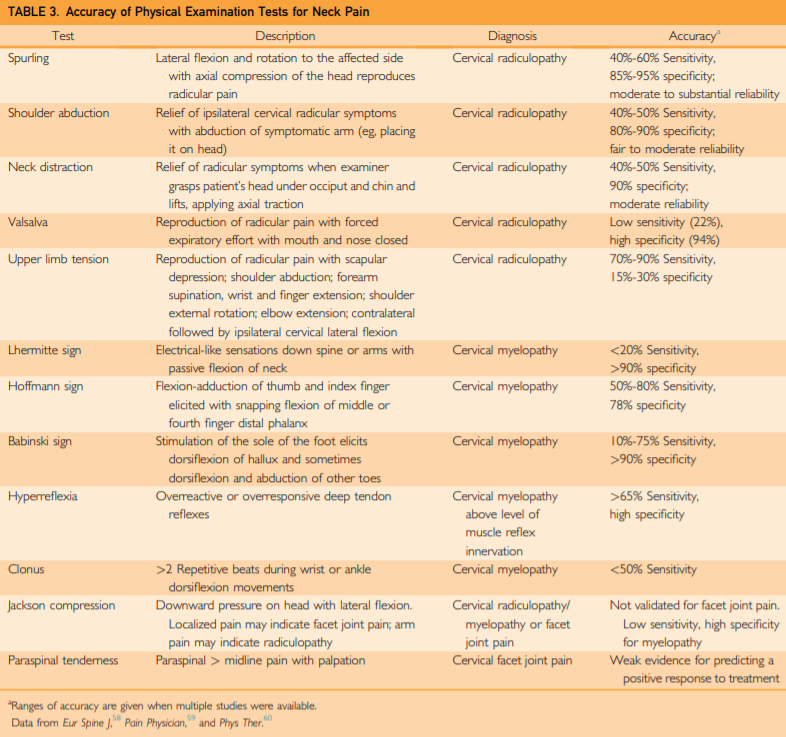 TABLE 3. Accuracy of Physical Examination Tests for Neck Pain
Test Description Diagnosis Accuracyª
Spurling Lateral flexion and rotation to the affected side Cervical radiculopathy 40%-60% Sensitivity,
with axial compression of the head reproduces 85%-95% specificity;
radicular pain moderate to substantial reliability
Shoulder abduction Relief of ipsilateral cervical radicular symptoms Cervical radiculopathy 40%-50% Sensitivity,
with abduction of symptomatic arm (eg, placing 80%-90% specificity;
it on head) fair to moderate reliability
Neck distraction Relief of radicular symptoms when examiner Cervical radiculopathy 40%-50% Sensitivity,
grasps patient's head under occiput and chin and 90% specificity;
lifts, applying axial traction moderate reliability
Valsalva Reproduction of radicular pain with forced Cervical radiculopathy Low sensitivity (22%),
expiratory effort with mouth and nose closed high specificity (94%)
Upper limb tension Reproduction of radicular pain with scapular Cervical radiculopathy 70%-90% Sensitivity,
depression; shoulder abduction; forearm 15%-30% specificity
supination, wrist and finger extension; shoulder
external rotation; elbow extension; contralateral
followed by ipsilateral cervical lateral flexion
Lhermitte sign Electrical-like sensations down spine or arms with Cervical myelopathy <20% Sensitivity,
passive flexion of neck >90% specificity
Hoffmann sign Flexion-adduction of thumb and index finger Cervical myelopathy 50%-80% Sensitivity,
elicited with snapping flexion of middle or 78% specificity
fourth finger distal phalanx
Babinski sign Stimulation of the sole of the foot elicits Cervical myelopathy 10%-75% Sensitivity,
dorsiflexion of hallux and sometimes >90% specificity
dorsiflexion and abduction of other toes
Hyperreflexia Overreactive or overresponsive deep tendon Cervical myelopathy >65% Sensitivity,
reflexes above level of high specificity
muscle reflex
innervation
Clonus >2 Repetitive beats during wrist or ankle Cervical myelopathy <50% Sensitivity
dorsiflexion movements
Jackson compression Downward pressure on head with lateral flexion. Cervical radiculopathy/ Not validated for facet joint pain.
Localized pain may indicate facet joint pain; arm myelopathy or facet Low sensitivity, high specificity
pain may indicate radiculopathy joint pain for myelopathy
Paraspinal tenderness Paraspinal > midline pain with palpation Cervical facet joint pain Weak evidence for predicting a
positive response to treatment
ªRanges of accuracy are given when multiple studies were available.
Data from Eur Spine J,58 Pain Physician,59 and Phys Ther.60